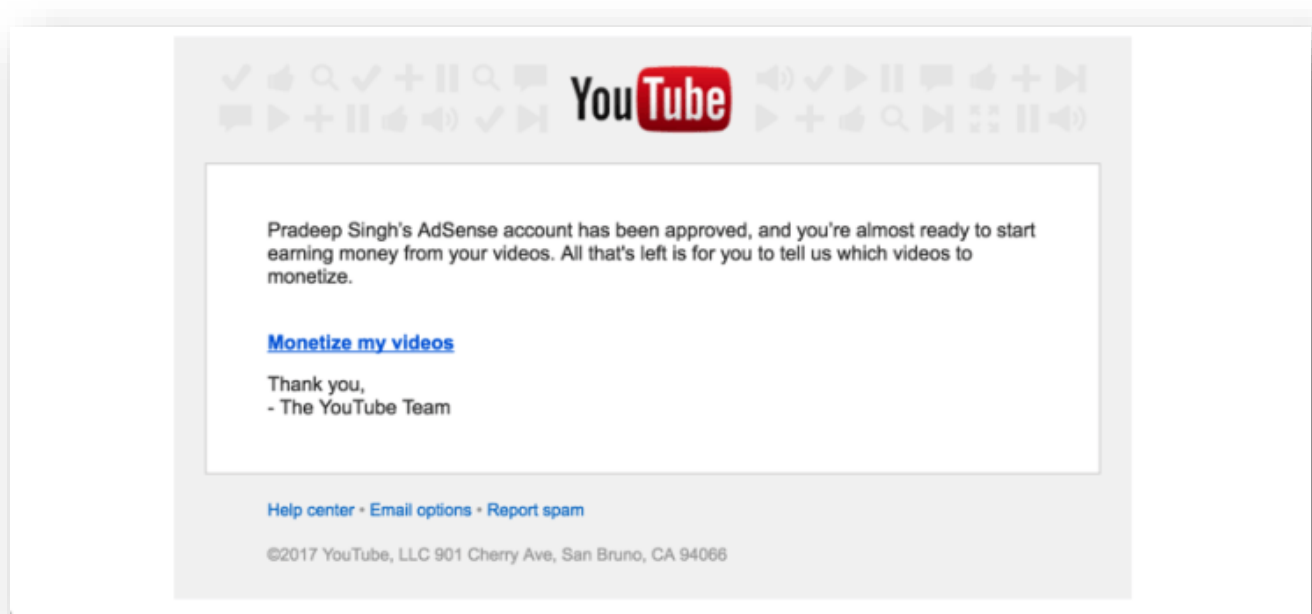 YouTube
Pradeep Singh’s AdSense account has been approved, and you’re almost ready to start
earning money from your videos. All that's left is for you to tell us which videos to
monetize.
Monetize my videos
Thank you,
- The YouTube Team
Help center • Email options • Report spam
©2017 YouTube, LLC 901 Cherry Ave, San Bruno, CA 94066